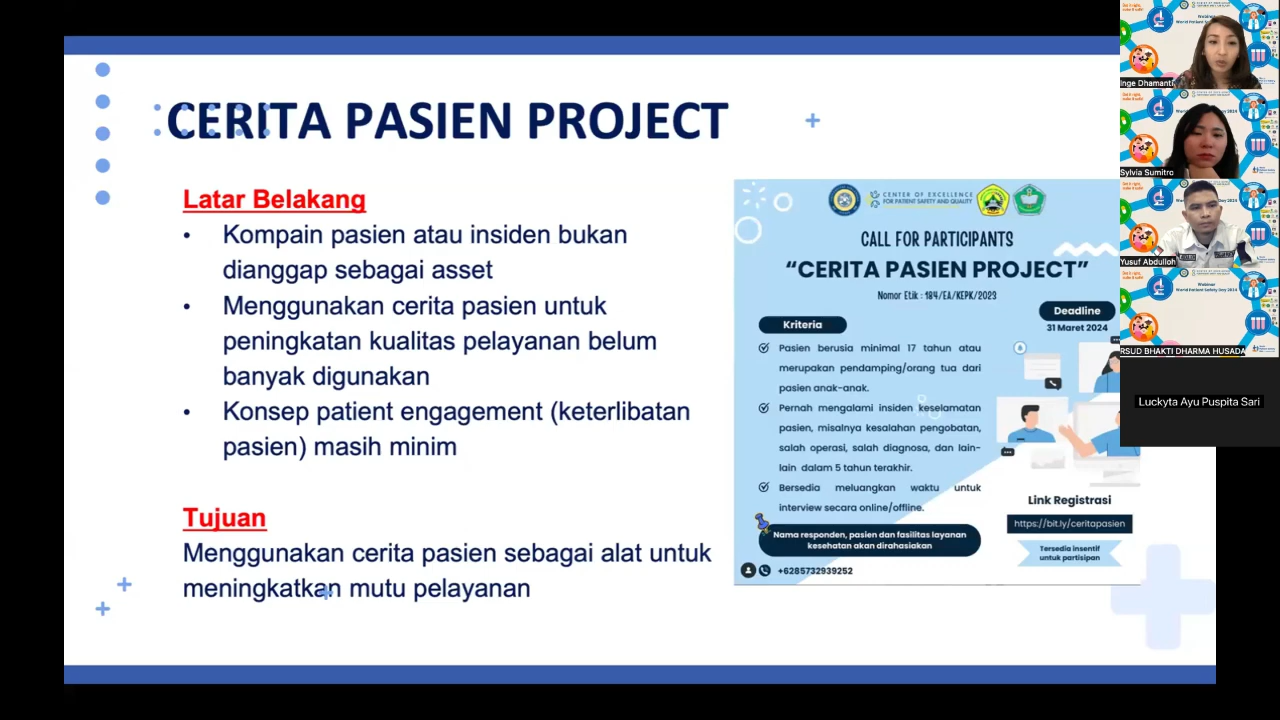 CERITA PASIEN PROJECT
Latar Belakang
• Kompain pasien atau insiden bukan
dianggap sebagai asset
• Menggunakan cerita pasien untuk
peningkatan kualitas pelayanan belum
banyak digunakan
• Konsep patient engagement (keterlibatan
pasien) masih minim
Tujuan
Menggunakan cerita pasien sebagai alat untuk
meningkatkan mutu pelayanan
CENTER OF EXCELLENCE
FOR PATIENT SAFETY AND QUALITY
CALL FOR PARTICIPANTS
“CERITA PASIEN PROJECT”
Nomor Etik : 184/EA/KEPK/2023
Deadline
31 Maret 2024
Kriteria
Pasien berusia minimal 17 tahun atau
merupakan pendamping/orang tua dari
pasien anak-anak.
Pernah mengalami insiden keselamatan
pasien, misalnya kesalahan pengobatan,
salah operasi, salah diagnosa, dan lain-
lain dalam 5 tahun terakhir.
Bersedia meluangkan waktu untuk
interview secara online/offline.
Nama responden, pasien dan fasilitas layanan
kesehatan akan dirahasiakan
+6285732939252
Link Registrasi
https://bit.ly/ceritapasien
Tersedia insentif
untuk partisipan
Inge Dhamanti
Sylvia Sumitro
Yusuf Abdulloh
Webinar
World Patient Safety Day 2024
RSUD BHAKTI DHARMA HUSADA
Luckyta Ayu Puspita Sari